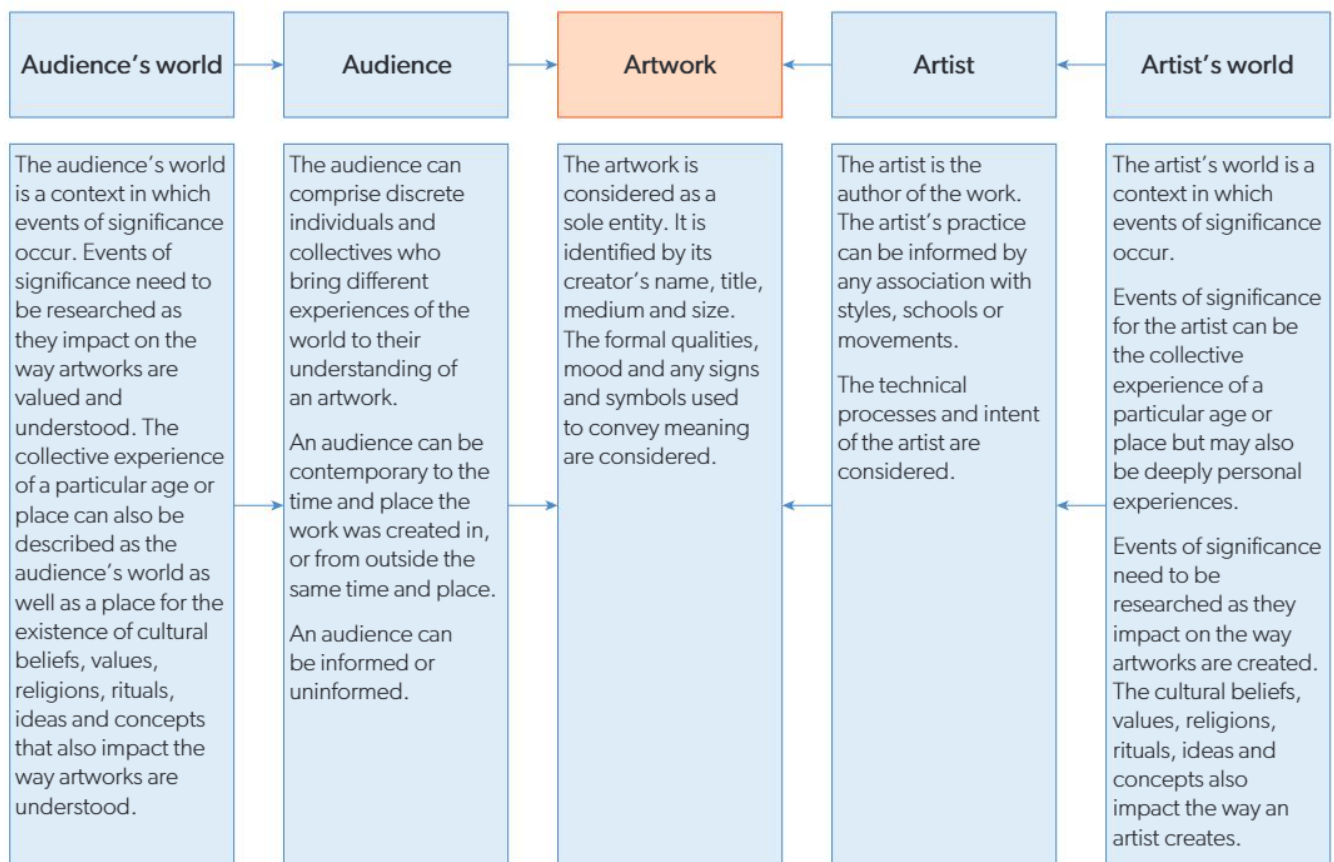 Audience’s world
Audience
Artwork
Artist
Artist’s world
The audience’s world
is a context in which
events of significance
occur. Events of
significance need to
be researched as
they impact on the
way artworks are
valued and
understood. The
collective experience
of a particular age or
place can also be
described as the
audience’s world as
well as a place for the
existence of cultural
beliefs, values,
religions, rituals,
ideas and concepts
that also impact the
way artworks are
understood.
The audience can
comprise discrete
individuals and
collectives who
bring different
experiences of the
world to their
understanding of
an artwork.
An audience can be
contemporary to the
time and place the
work was created in,
or from outside the
same time and place.
An audience can
be informed or
uninformed.
The artwork is
considered as a
sole entity. It is
identified by its
creator’s name, title,
medium and size.
The formal qualities,
mood and any signs
and symbols used
to convey meaning
are considered.
The artist is the
author of the work.
The artist’s practice
can be informed by
any association with
styles, schools or
movements.
The technical
processes and intent
of the artist are
considered.
The artist’s world is a
context in which
events of significance
occur.
Events of significance
for the artist can be
the collective
experience of a
particular age or
place but may also
be deeply personal
experiences.
Events of significance
need to be
researched as they
impact on the way
artworks are created.
The cultural beliefs,
values, religions,
rituals, ideas and
concepts also
impact the way an
artist creates.